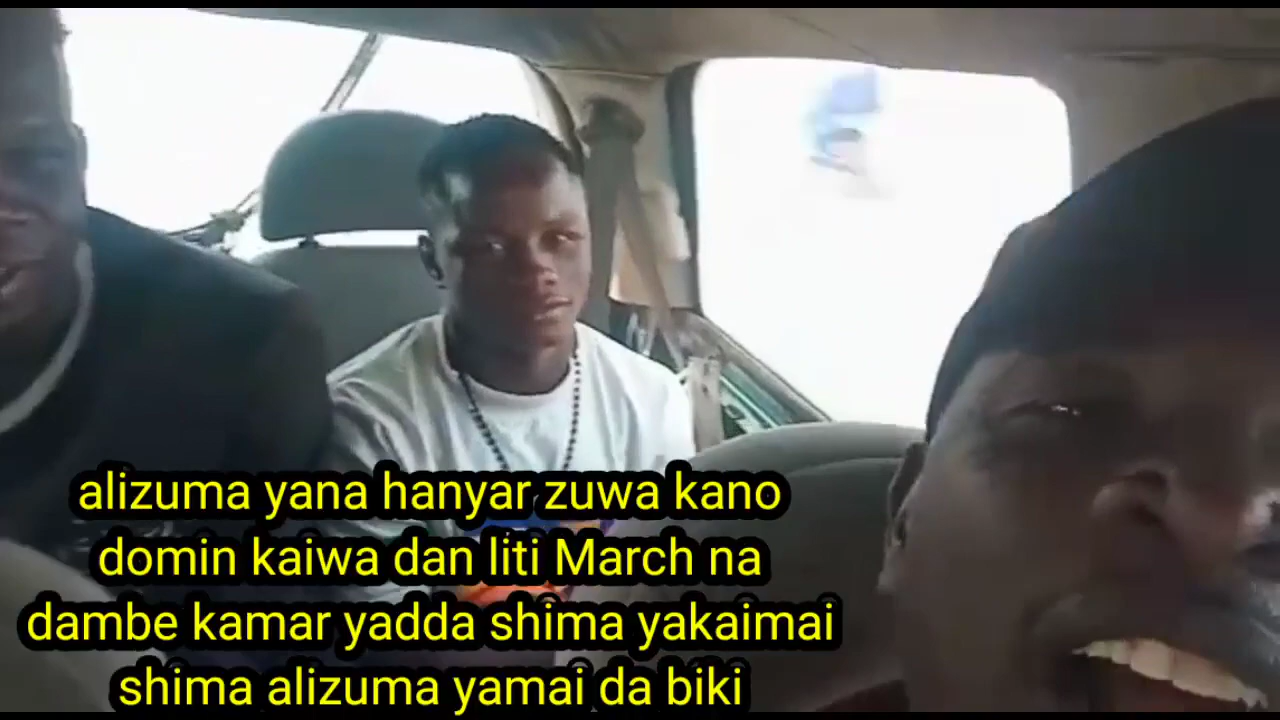 alizuma yana hanyar zuwa kano
domin kaiwa dan liti March na
dambe kamar yadda shima yakaimai
shima alizuma yamai da biki